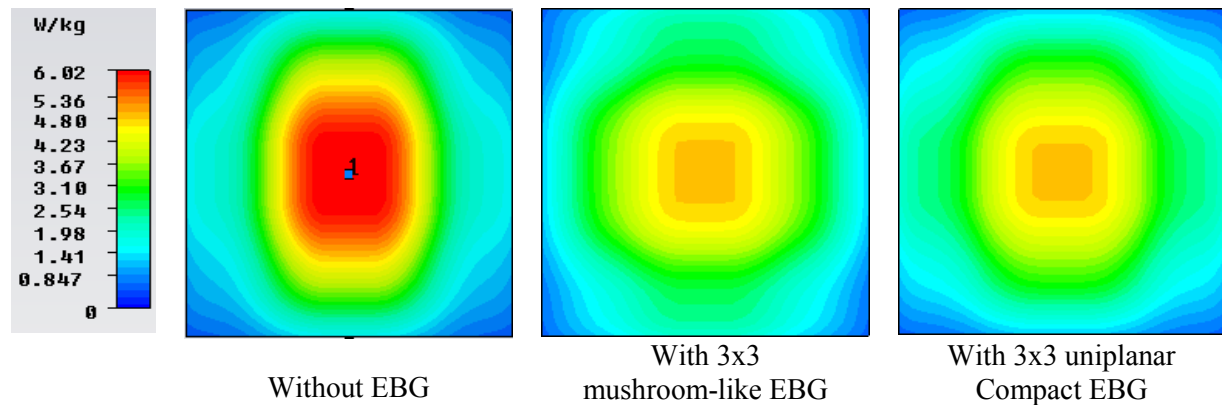 W/kg
6.02
5.36
4.80
4.23
3.67
3.10
2.54
1.98
1.41
0.847
0
1
Without EBG
With 3x3
mushroom-like EBG
With 3x3 uniplanar
Compact EBG